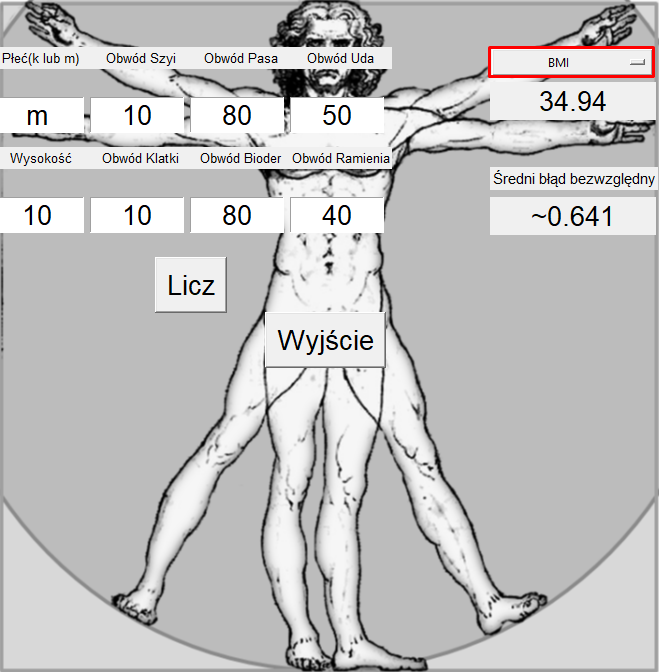 Płeć(k lub m) Obwód Szyi Obwód Pasa Obwód Uda
BMI
m 10 80 50
34.94
Wysokość Obwód Klatki Obwód Bioder Obwód Ramienia
Średni błąd bezwzględny
10 10 80 40
~0.641
Licz
Wyjście